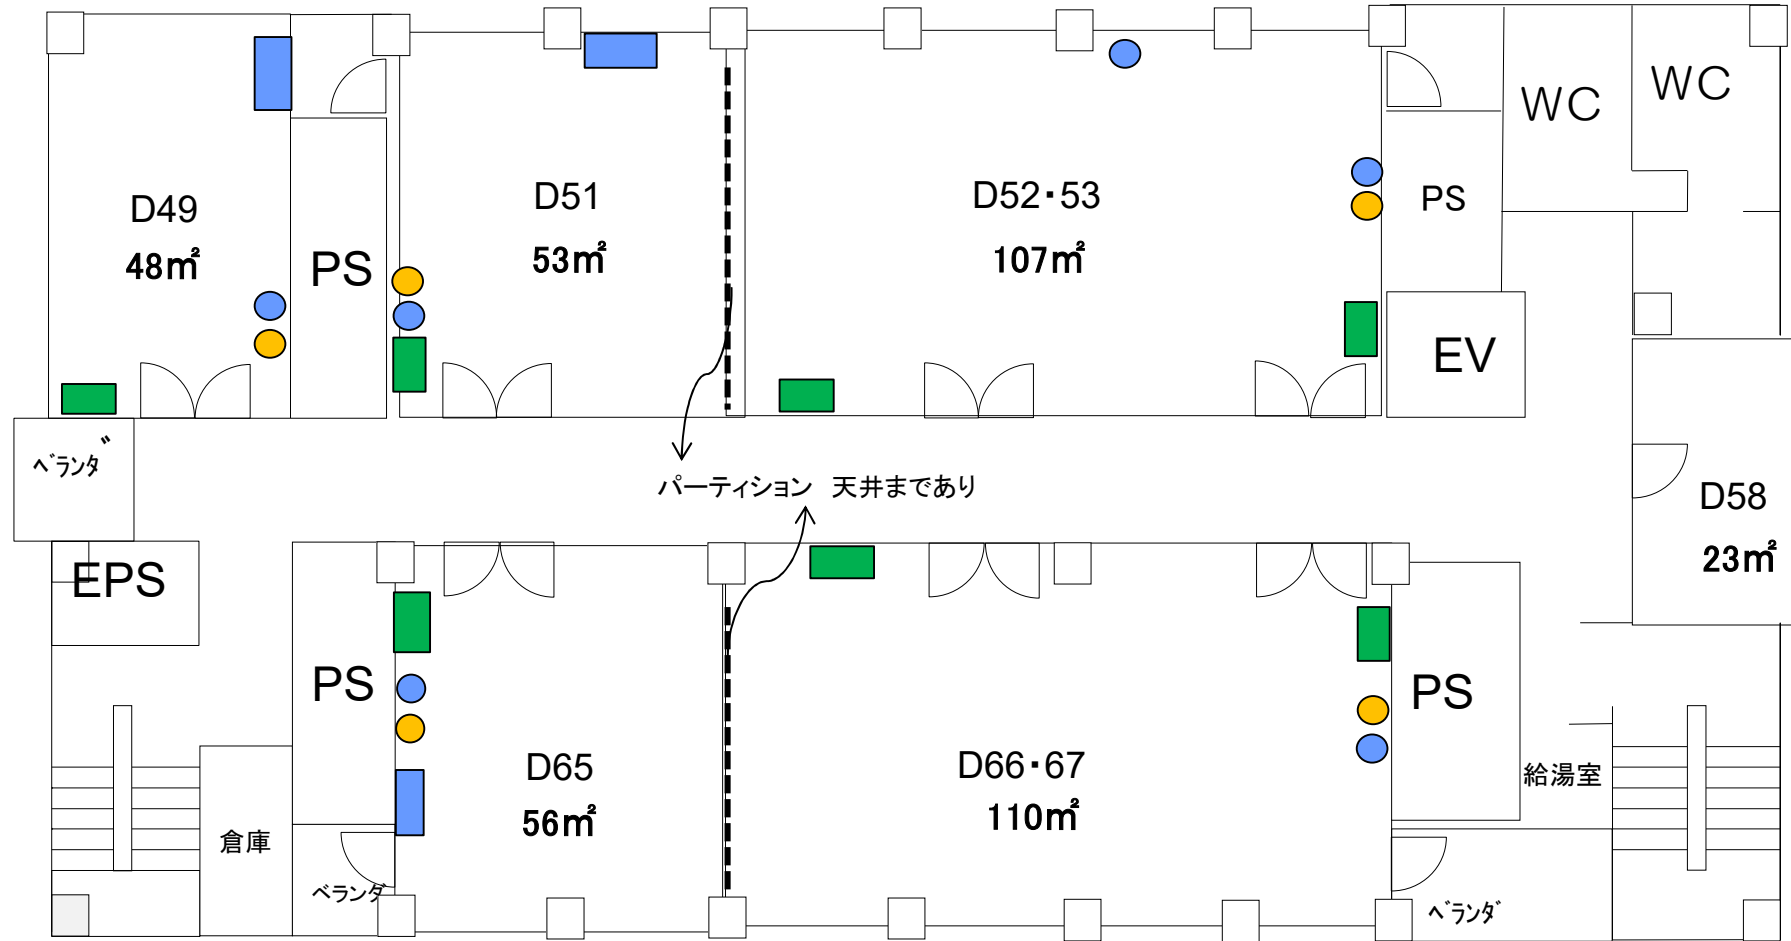 WC
WC
D49
48㎡
PS
D51
53㎡
D52・53
107㎡
PS
EV
ベランダ
パーティション　天井まであり
D58
23㎡
EPS
PS
D65
56㎡
D66・67
110㎡
PS
給湯室
倉庫
ベランダ
ベランダ